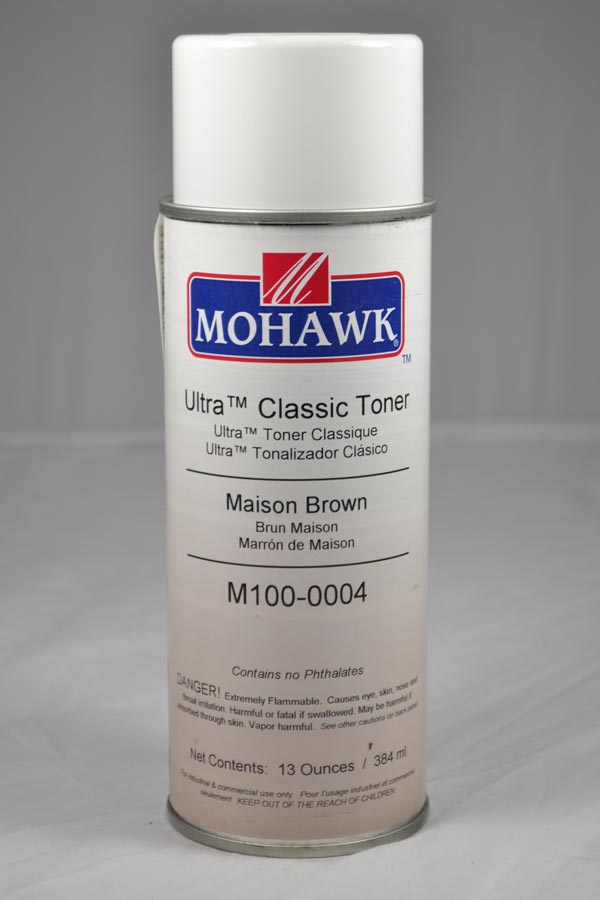 M
MOHAWK®
™
Ultra™ Classic Toner
Ultra™ Toner Classique
Ultra™ Tonalizador Clásico
Maison Brown
Brun Maison
Marrón de Maison
M100-0004
Contains no Phthalates
DANGER! Extremely Flammable. Causes eye, skin, nose and
throat irritation. Harmful or fatal if swallowed. May be harmful if
absorbed through skin. Vapor harmful. See other cautions on back panel
Net Contents: 13 Ounces / 384 ml
For industrial & commercial use only. Pour l'usage industriel et commercial
seulement. KEEP OUT OF THE REACH OF CHILDREN.